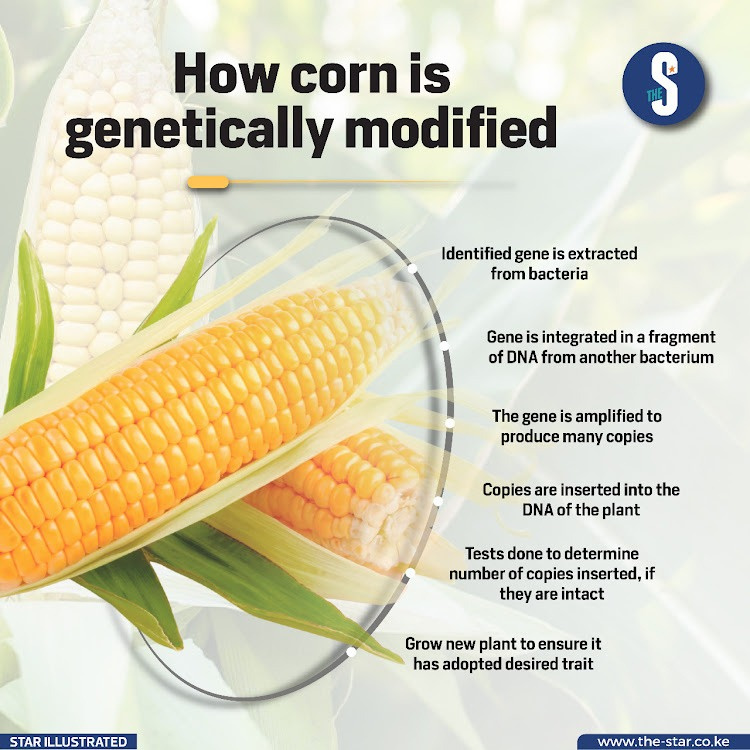 How corn is
genetically modified
THE S
Identified gene is extracted
from bacteria
Gene is integrated in a fragment
of DNA from another bacterium
The gene is amplified to
produce many copies
Copies are inserted into the
DNA of the plant
Tests done to determine
number of copies inserted, if
they are intact
Grow new plant to ensure it
has adopted desired trait
STAR ILLUSTRATED
www.the-star.co.ke